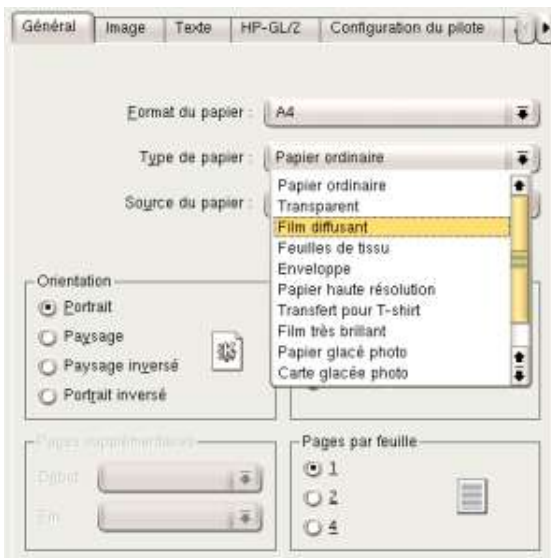 Général Image Texte HP-GL/2 Configuration du pilote
Format du papier : A4
Type de papier : Papier ordinaire
Source du papier :
Papier ordinaire
Transparent
Film diffusant
Feuilles de tissu
Enveloppe
Papier haute résolution
Transfert pour T-shirt
Film très brillant
Papier glacé photo
Carte glacée photo
Orientation
Portrait
Paysage
Paysage inversé
Portrait inversé
Pages supplémentaires
Début
Fin
Pages par feuille
1
2
4